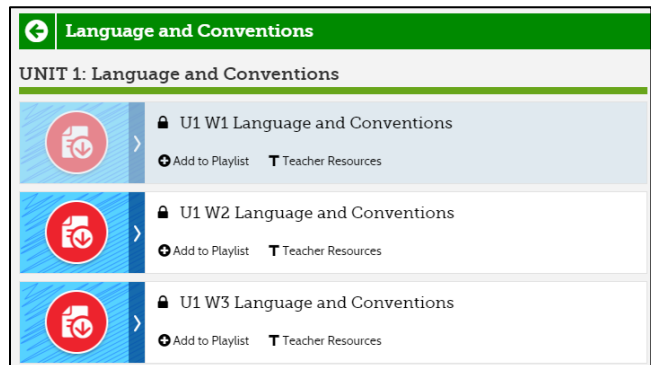 Language and Conventions
UNIT 1: Language and Conventions
U1 W1 Language and Conventions
Add to Playlist T Teacher Resources
U1 W2 Language and Conventions
Add to Playlist T Teacher Resources
U1 W3 Language and Conventions
Add to Playlist T Teacher Resources